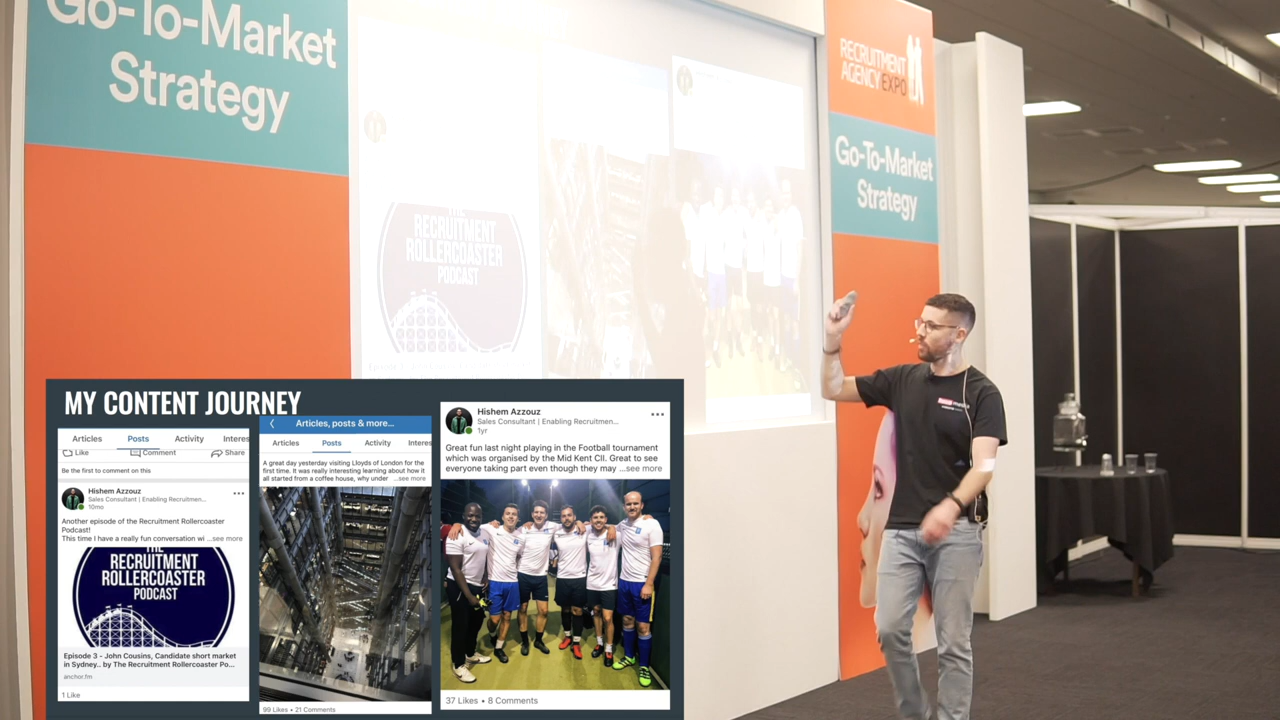 Go-To-Market
Strategy
RECRUITMENT
AGENCY EXPO
Go-To-Market
Strategy
THE
RECRUITMENT
ROLLERCOASTER
PODCAST
MY CONTENT JOURNEY
Articles Posts Activity Interes
Like Comment Share
Be the first to comment on this
Hishem Azzouz
Sales Consultant | Enabling Recruitmen...
10mo
Another episode of the Recruitment Rollercoaster
Podcast!
This time I have a really fun conversation wi ...see more
THE
RECRUITMENT
ROLLERCOASTER
PODCAST
Episode 3 - John Cousins, Candidate short market
in Sydney.. by The Recruitment Rollercoaster Po...
anchor.fm
1 Like
Articles, posts & more...
Articles Posts Activity Interes
A great day yesterday visiting Lloyds of London for the
first time. It was really interesting learning about how it
all started from a coffee house, why under ...see more
99 Likes • 21 Comments
Hishem Azzouz
Sales Consultant | Enabling Recruitmen...
1yr
Great fun last night playing in the Football tournament
which was organised by the Mid Kent CII. Great to see
everyone taking part even though they may ...see more
37 Likes • 8 Comments